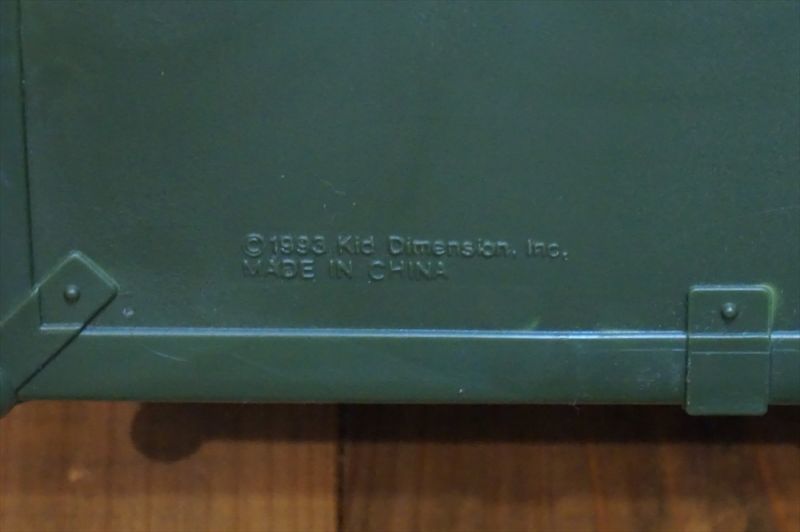 ©1993, Kid Dimension, Inc.
MADE IN CHINA